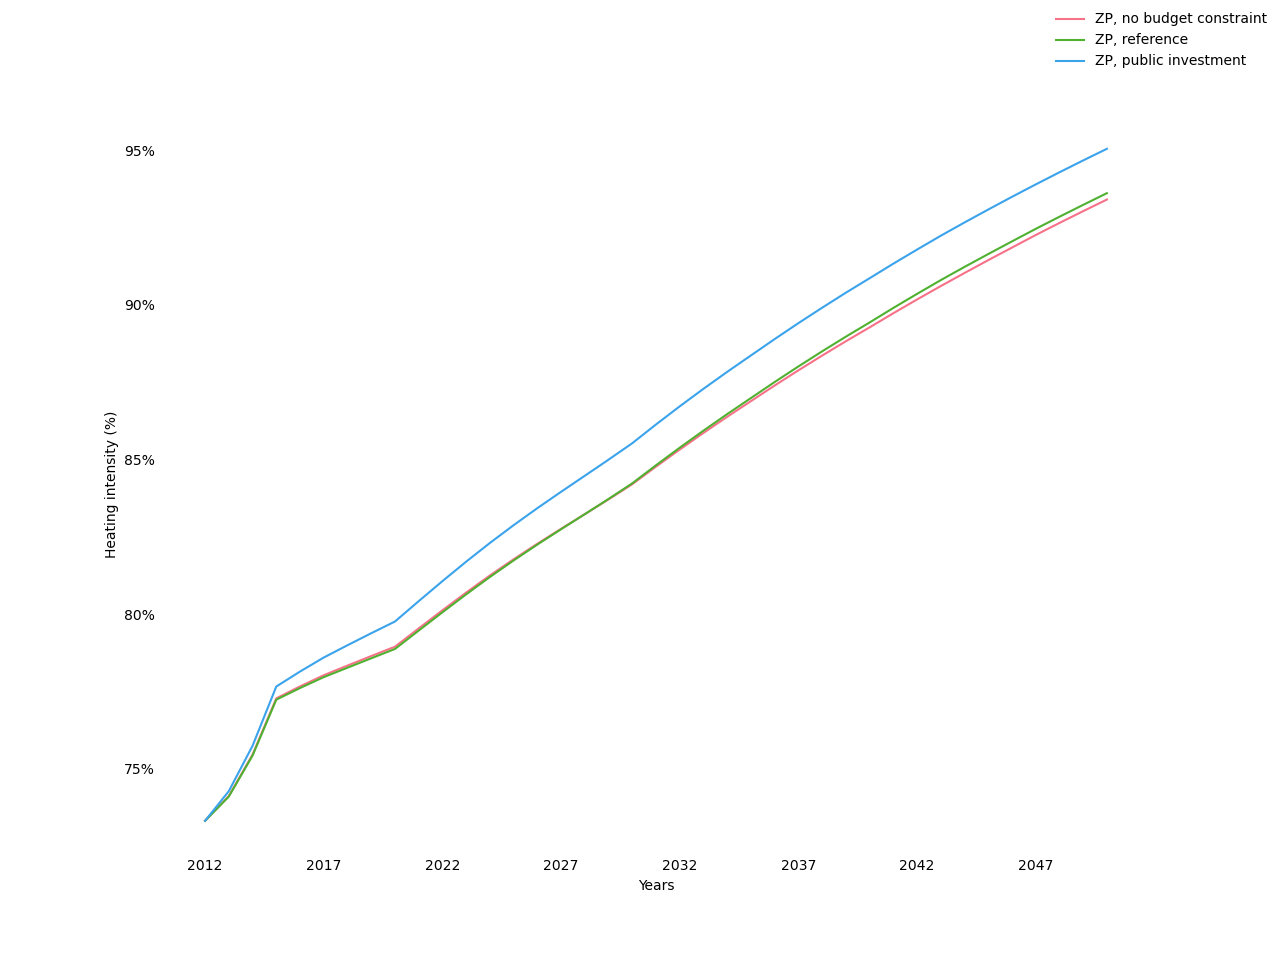 ZP, no budget constraint
ZP, reference
ZP, public investment
95%
90%
85%
80%
75%
Heating intensity (%)
2012 2017 2022 2027 2032 2037 2042 2047
Years